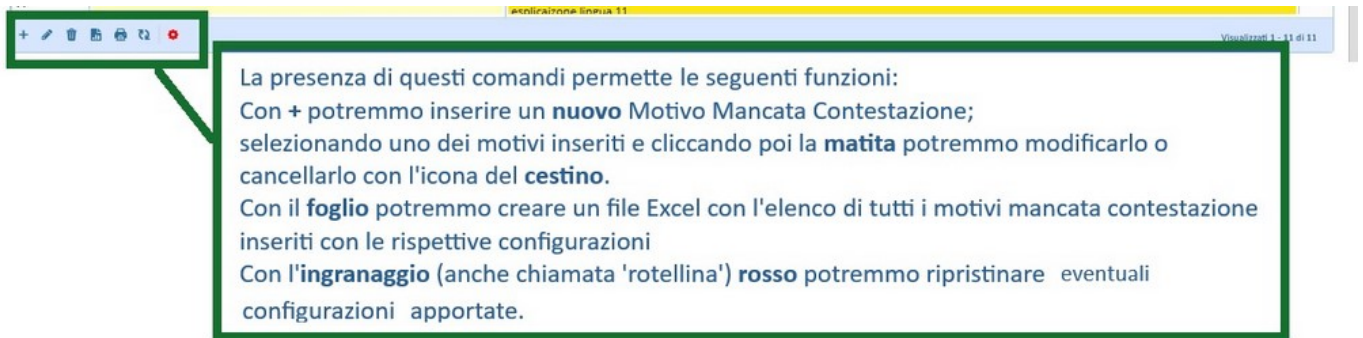 esplicaizone lingua 11
Visualizzati 1 - 11 di 11
La presenza di questi comandi permette le seguenti funzioni:
Con + potremmo inserire un nuovo Motivo Mancata Contestazione;
selezionando uno dei motivi inseriti e cliccando poi la matita potremmo modificarlo o
cancellarlo con l'icona del cestino.
Con il foglio potremmo creare un file Excel con l'elenco di tutti i motivi mancata contestazione
inseriti con le rispettive configurazioni
Con l'ingranaggio (anche chiamata 'rotellina') rosso potremmo ripristinare eventuali
configurazioni apportate.